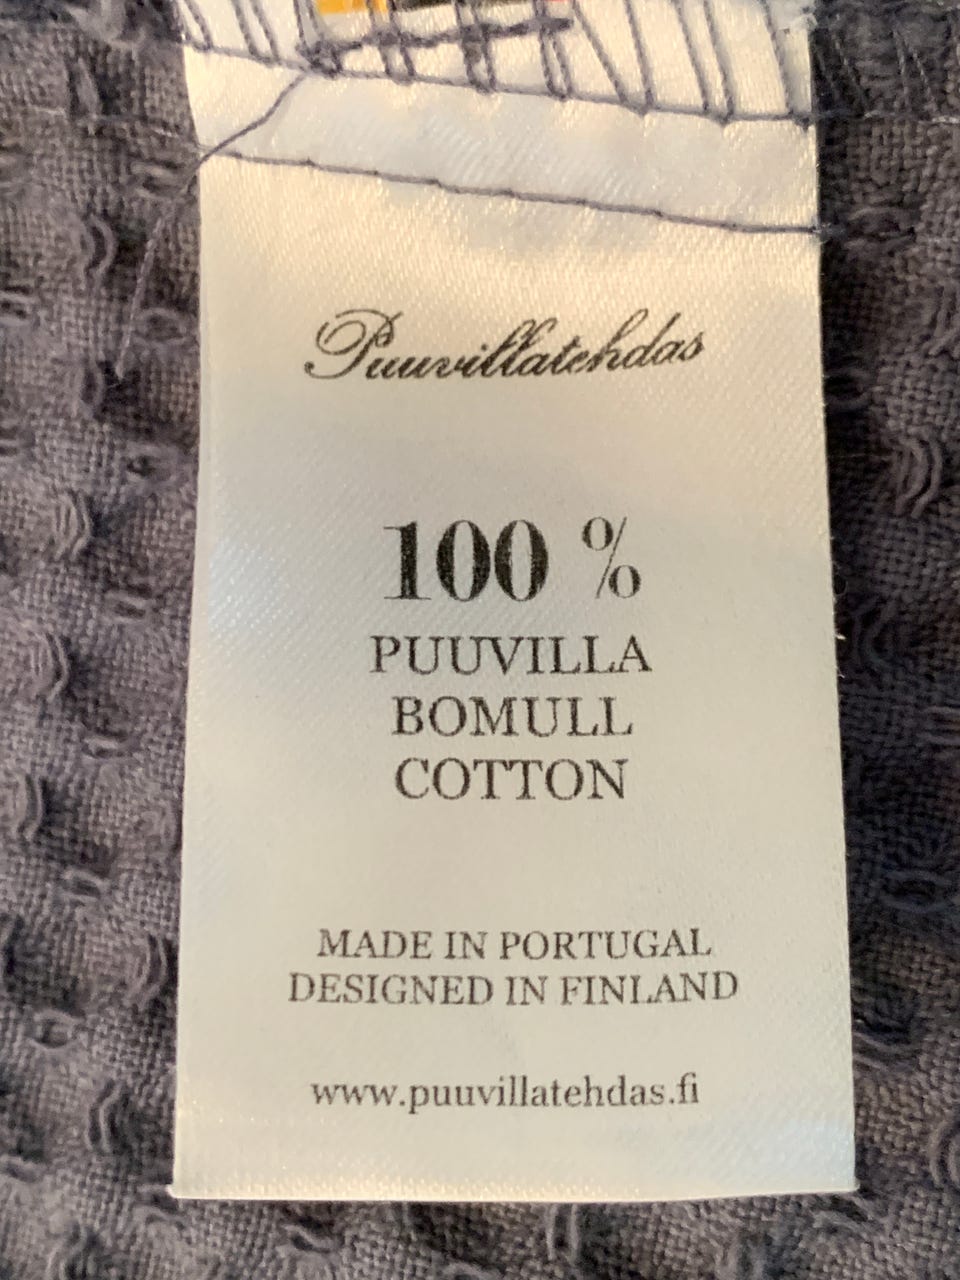 Puuvillatehdas
100 %
PUUVILLA
BOMULL
COTTON
MADE IN PORTUGAL
DESIGNED IN FINLAND
www.puuvillatehdas.fi